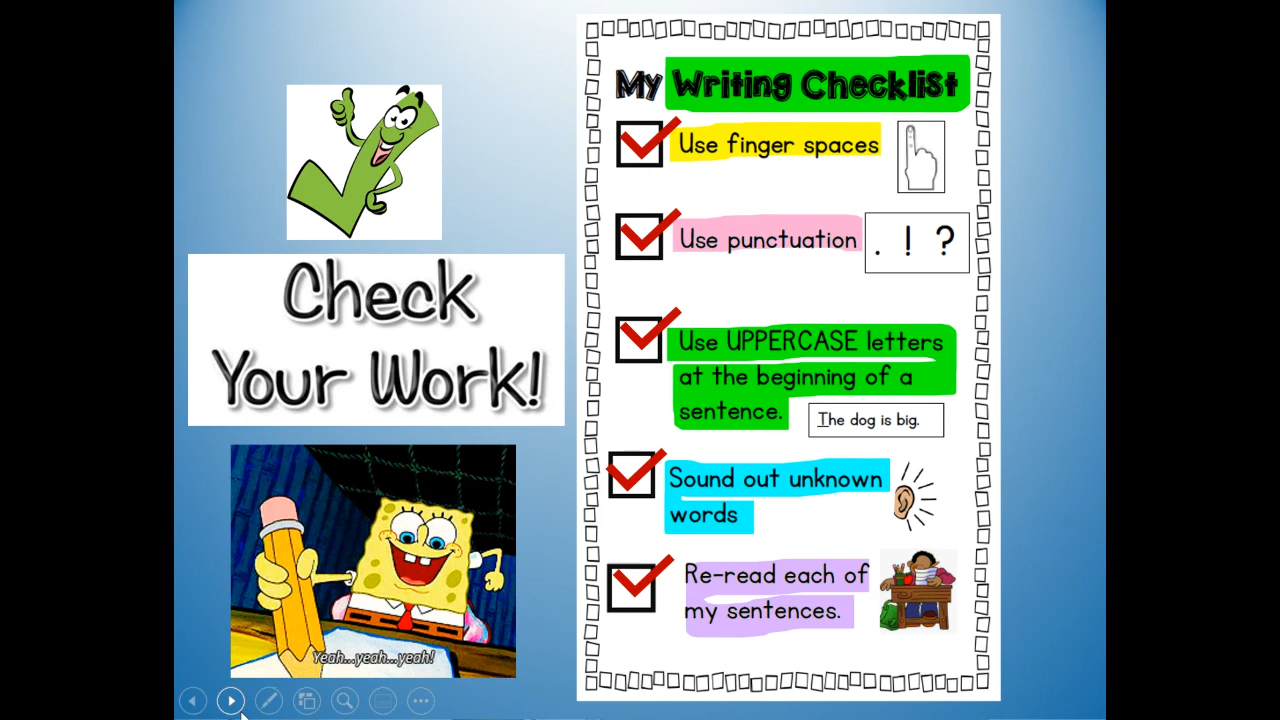 Check
Your Work!
Yeah...yeah...yeah!
My Writing Checklist
Use finger spaces
Use punctuation
. ! ?
Use UPPERCASE letters
at the beginning of a
sentence.
The dog is big.
Sound out unknown
words
Re-read each of
my sentences.